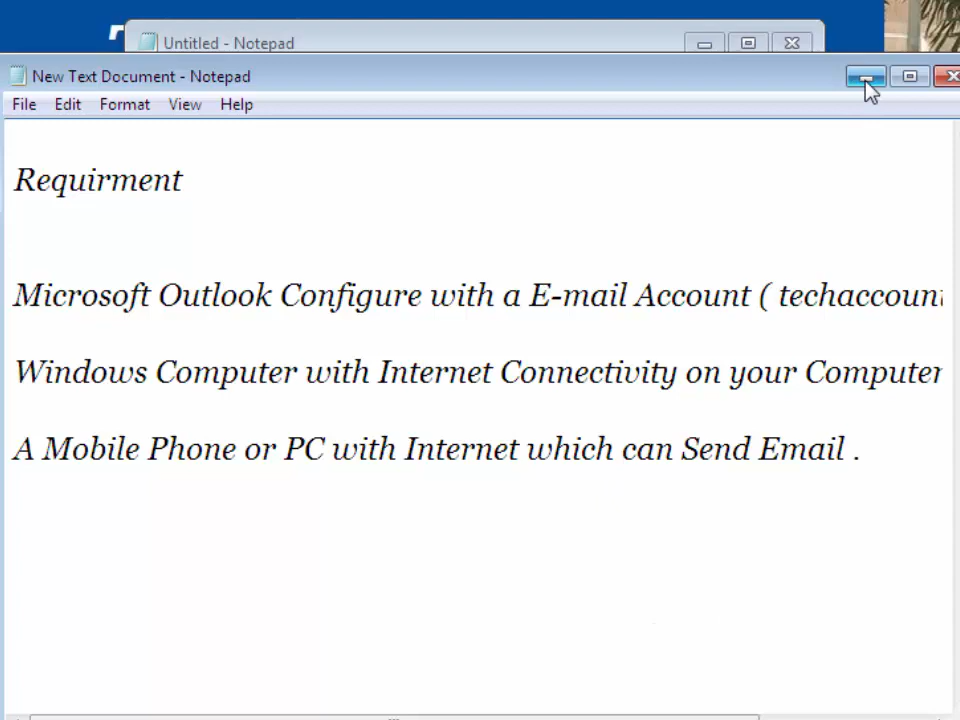 Untitled - Notepad
New Text Document - Notepad
File Edit Format View Help
Requirment
Microsoft Outlook Configure with a E-mail Account ( techaccount
Windows Computer with Internet Connectivity on your Computer
A Mobile Phone or PC with Internet which can Send Email .